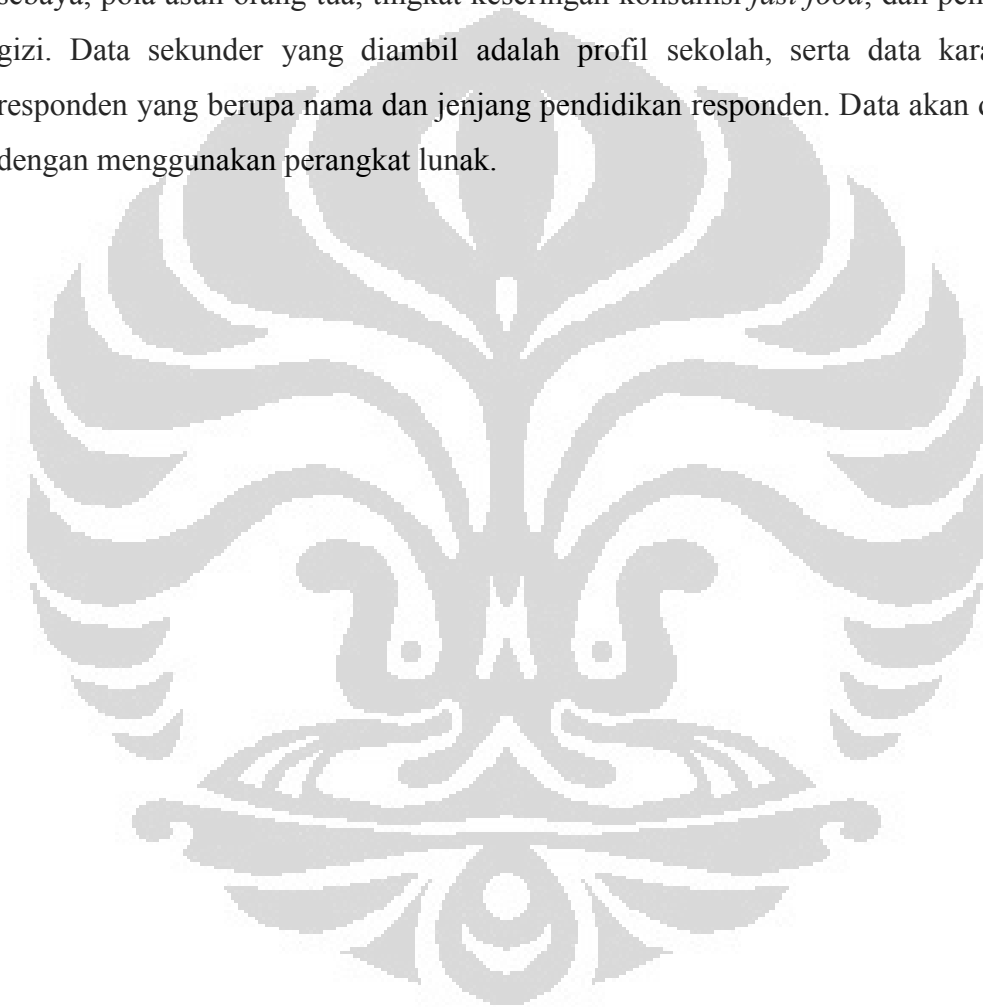 sebaya, pola asuh orang tua, tingkat keseringan konsumsi fast food, dan
gizi. Data sekunder yang diambil adalah profil sekolah, serta data
responden yang berupa nama dan jenjang pendidikan responden. Data akan
dengan menggunakan perangkat lunak.